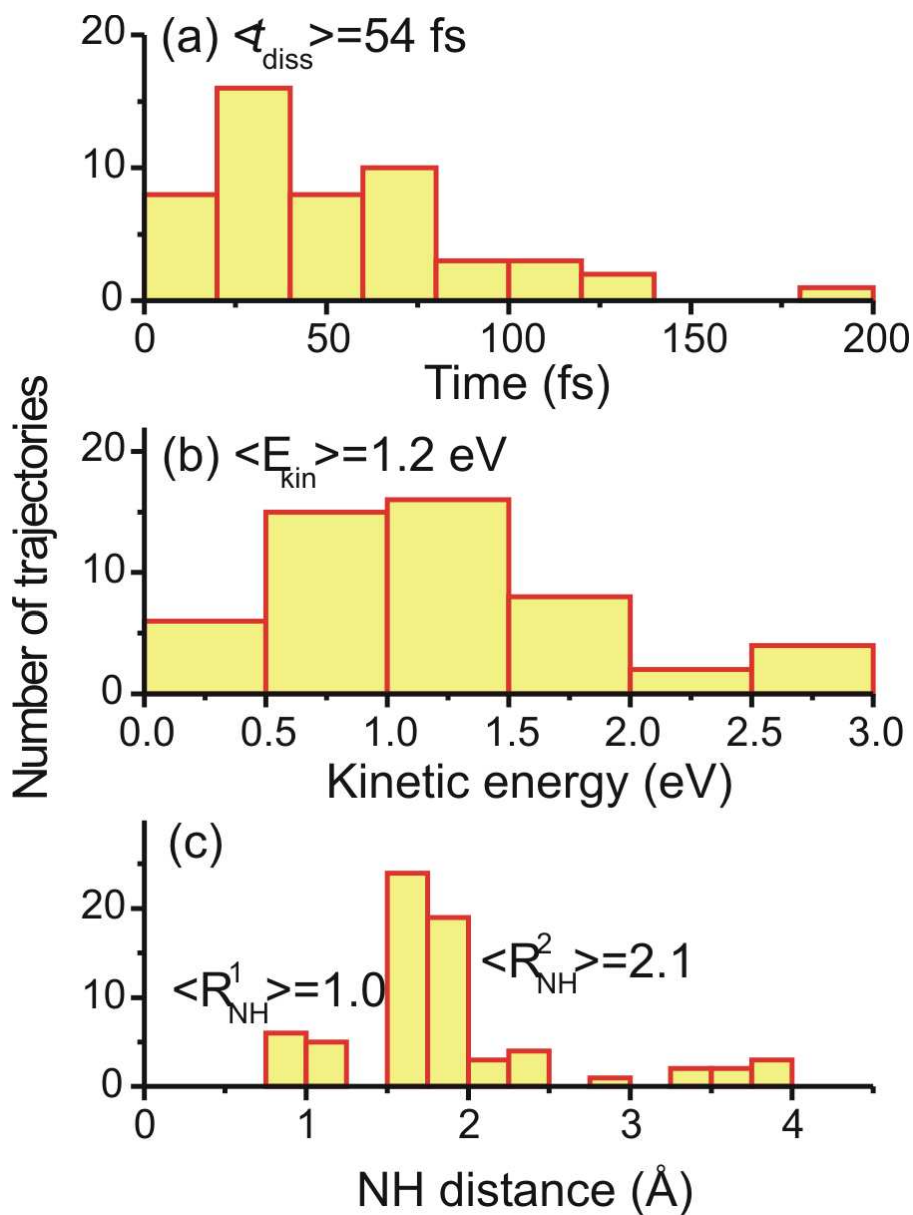 Number of trajectories
20
10
0
(a) <t_diss>=54 fs
0 50 100 150 200
Time (fs)
20
10
0
(b) <E_kin>=1.2 eV
0.0 0.5 1.0 1.5 2.0 2.5 3.0
Kinetic energy (eV)
(c)
20
10
0
<R^1_NH>=1.0
<R^2_NH>=2.1
0 1 2 3 4
NH distance (Å)